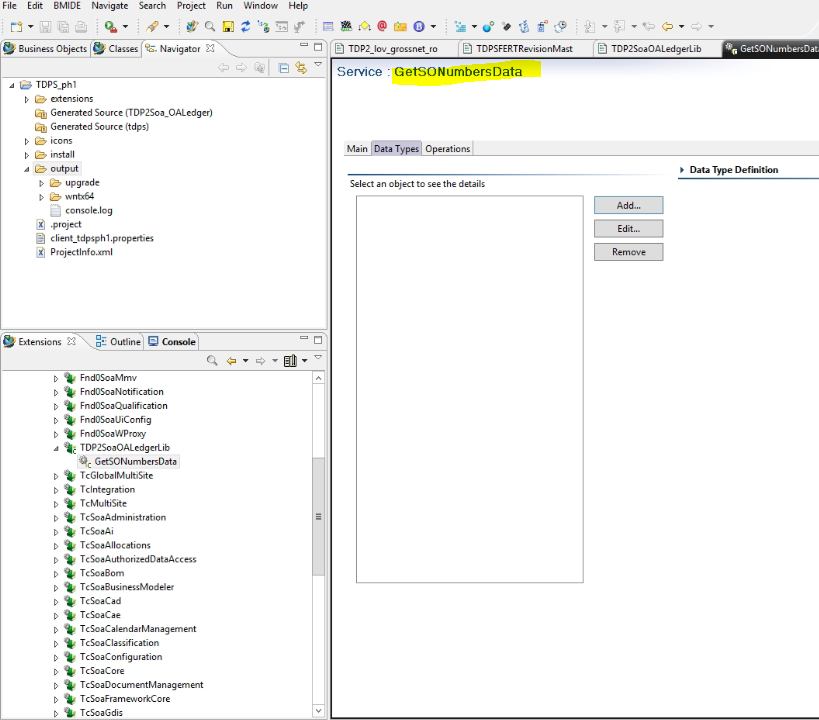 File Edit BMIDE Navigate Search Project Run Window Help
Business Objects Classes Navigator
TDPS_ph1
extensions
Generated Source (TDP2Soa_OALedger)
Generated Source (tdps)
icons
install
output
upgrade
wntx64
console.log
.project
client_tdpsph1.properties
ProjectInfo.xml
Extensions Outline Console
Fnd0SoaMmv
Fnd0SoaNotification
Fnd0SoaQualification
Fnd0SoaUiConfig
Fnd0SoaWProxy
TDP2SoaOALedgerLib
GetSONumbersData
TcGlobalMultiSite
TcIntegration
TcMultiSite
TcSoaAdministration
TcSoaAi
TcSoaAllocations
TcSoaAuthorizedDataAccess
TcSoaBom
TcSoaBusinessModeler
TcSoaCad
TcSoaCae
TcSoaCalendarManagement
TcSoaClassification
TcSoaConfiguration
TcSoaCore
TcSoaDocumentManagement
TcSoaFrameworkCore
TcSoaGdis
TDP2_lov_grossnet_ro TDPSFERTRevisionMast TDP2SoaOALedgerLib GetSONumbersData
Service : GetSONumbersData
Main Data Types Operations
Select an object to see the details
Add...
Edit...
Remove
Data Type Definition